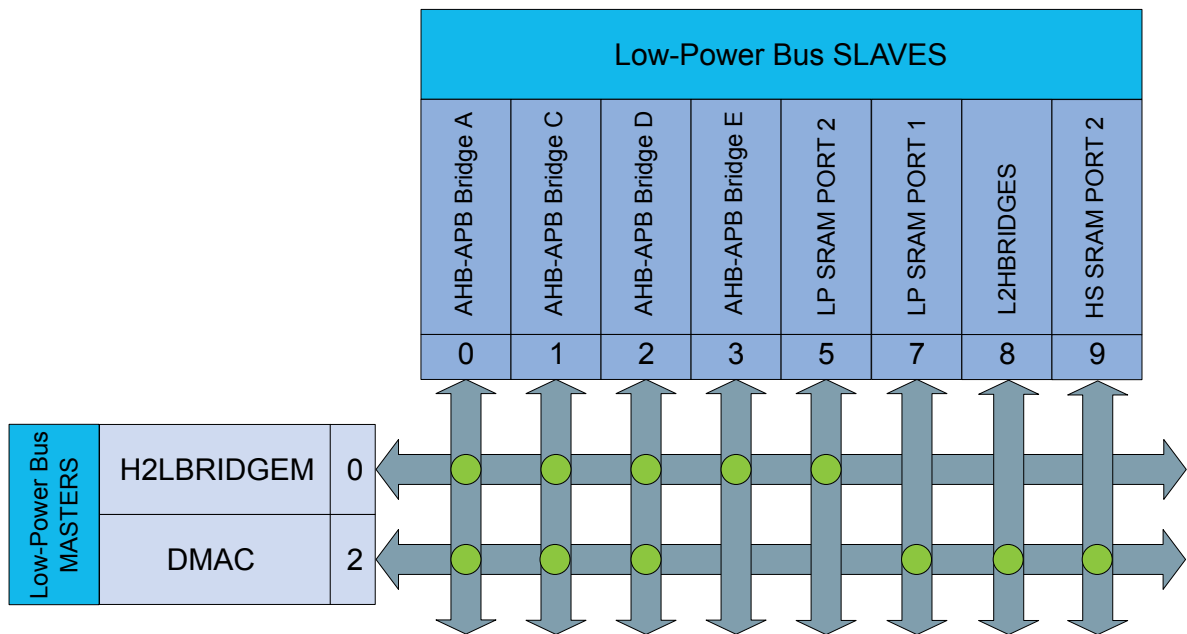 Low-Power Bus SLAVES
AHB-APB Bridge A
AHB-APB Bridge C
AHB-APB Bridge D
AHB-APB Bridge E
LP SRAM PORT 2
LP SRAM PORT 1
L2HBRIDGES
HS SRAM PORT 2
0 1 2 3 5 7 8 9
Low-Power Bus
MASTERS
H2LBRIDGEM 0
DMAC 2